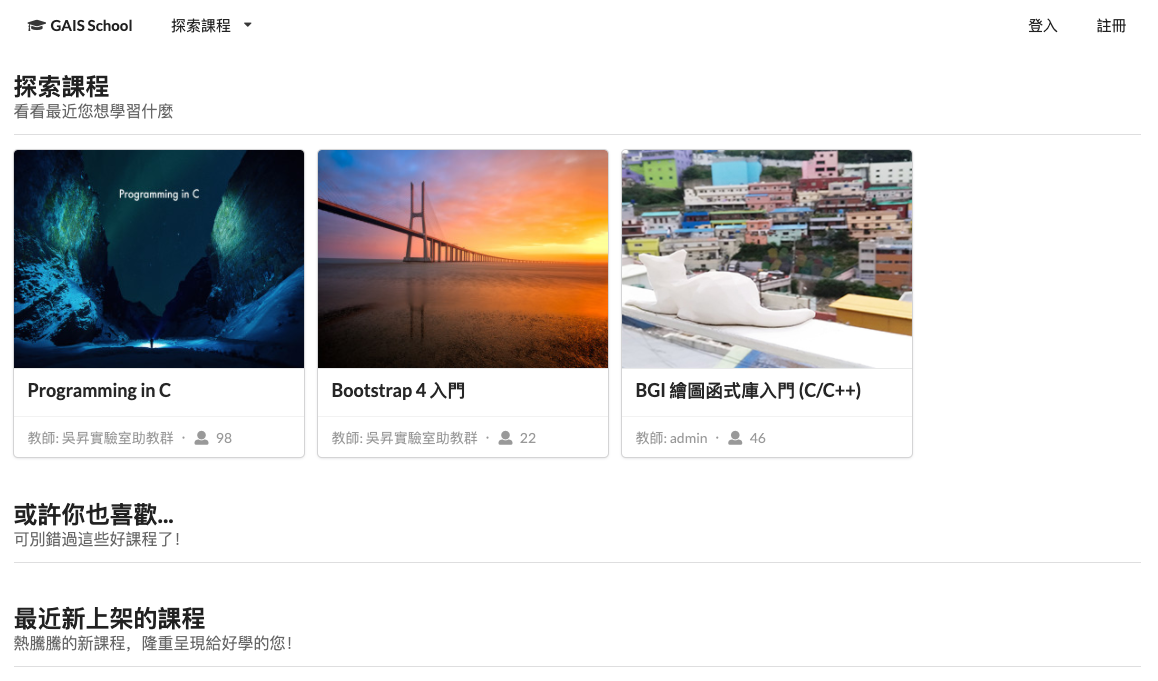 GAIS School
探索課程
登入
註冊
探索課程
看看最近您想學習什麼
Programming in C
Programming in C
教師: 吳昇實驗室助教群 · 98
Bootstrap 4 入門
教師: 吳昇實驗室助教群 · 22
BGI 繪圖函式庫入門 (C/C++)
教師: admin · 46
或許你也喜歡...
可別錯過這些好課程了！
最近新上架的課程
熱騰騰的新課程，隆重呈現給好學的您！